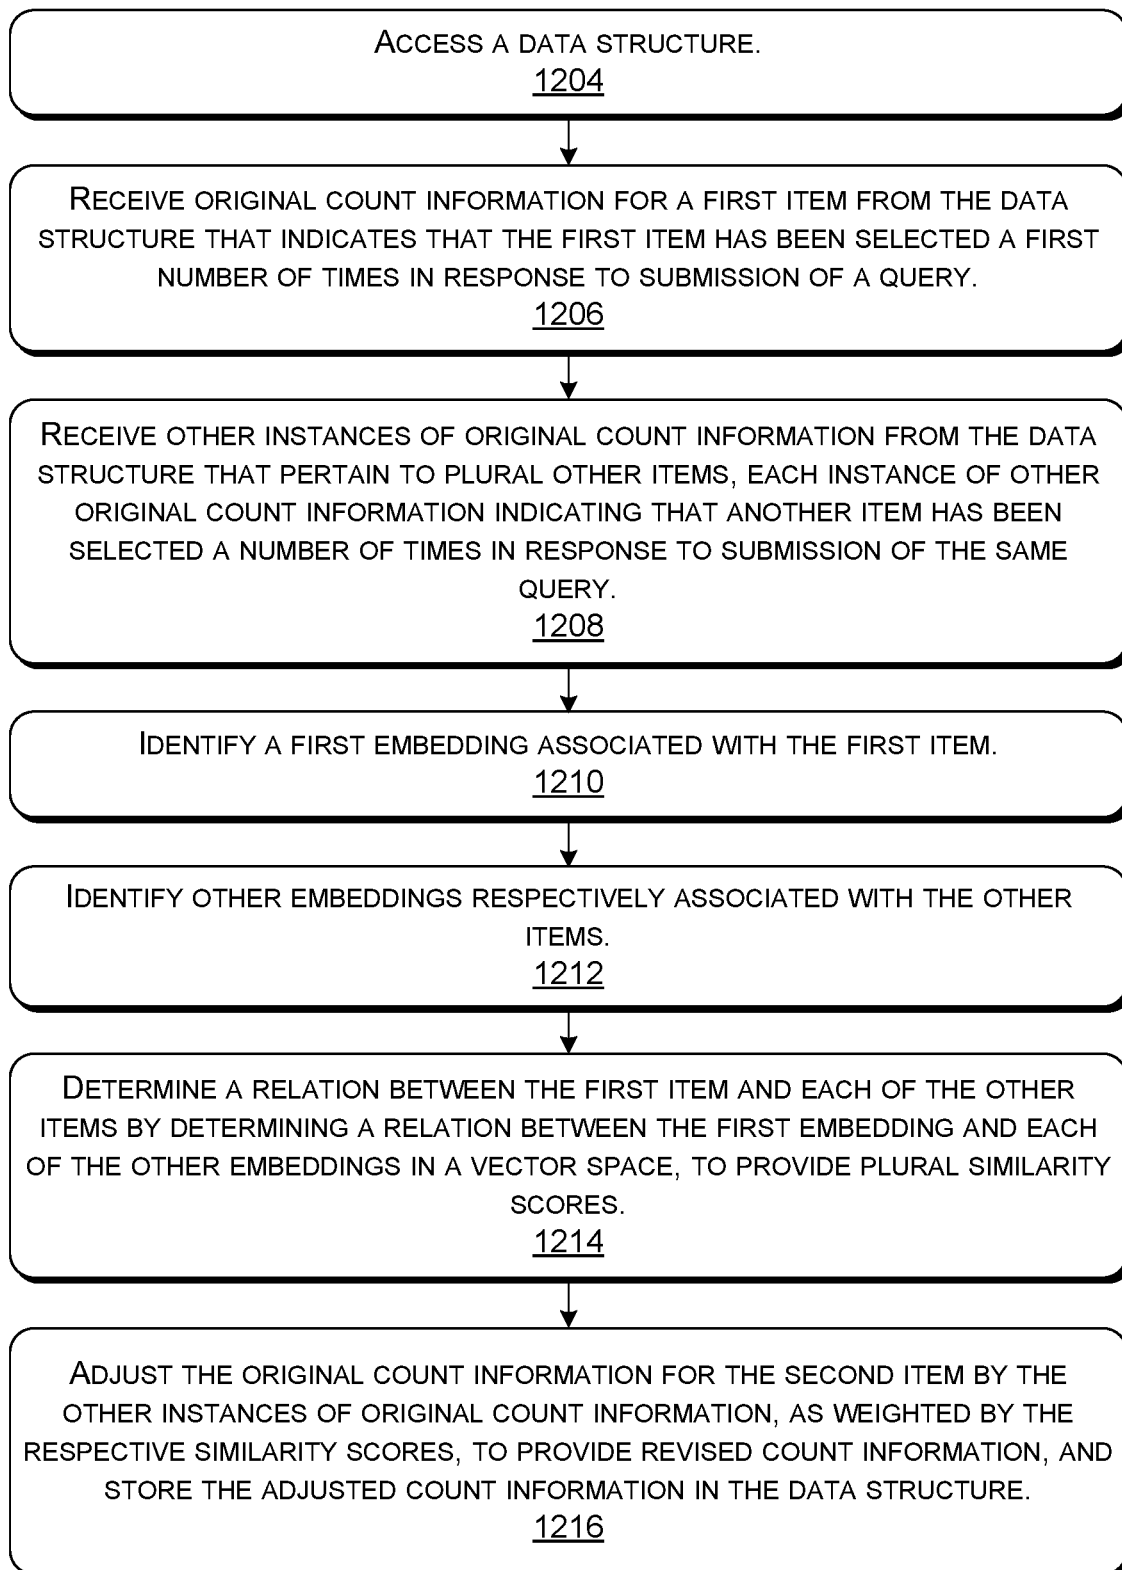 ACCESS A DATA STRUCTURE.
1204
RECEIVE ORIGINAL COUNT INFORMATION FOR A FIRST ITEM FROM THE DATA
STRUCTURE THAT INDICATES THAT THE FIRST ITEM HAS BEEN SELECTED A FIRST
NUMBER OF TIMES IN RESPONSE TO SUBMISSION OF A QUERY.
1206
RECEIVE OTHER INSTANCES OF ORIGINAL COUNT INFORMATION FROM THE DATA
STRUCTURE THAT PERTAIN TO PLURAL OTHER ITEMS, EACH INSTANCE OF OTHER
ORIGINAL COUNT INFORMATION INDICATING THAT ANOTHER ITEM HAS BEEN
SELECTED A NUMBER OF TIMES IN RESPONSE TO SUBMISSION OF THE SAME
QUERY.
1208
IDENTIFY A FIRST EMBEDDING ASSOCIATED WITH THE FIRST ITEM.
1210
IDENTIFY OTHER EMBEDDINGS RESPECTIVELY ASSOCIATED WITH THE OTHER
ITEMS.
1212
DETERMINE A RELATION BETWEEN THE FIRST ITEM AND EACH OF THE OTHER
ITEMS BY DETERMINING A RELATION BETWEEN THE FIRST EMBEDDING AND EACH
OF THE OTHER EMBEDDINGS IN A VECTOR SPACE, TO PROVIDE PLURAL SIMILARITY
SCORES.
1214
ADJUST THE ORIGINAL COUNT INFORMATION FOR THE SECOND ITEM BY THE
OTHER INSTANCES OF ORIGINAL COUNT INFORMATION, AS WEIGHTED BY THE
RESPECTIVE SIMILARITY SCORES, TO PROVIDE REVISED COUNT INFORMATION, AND
STORE THE ADJUSTED COUNT INFORMATION IN THE DATA STRUCTURE.
1216